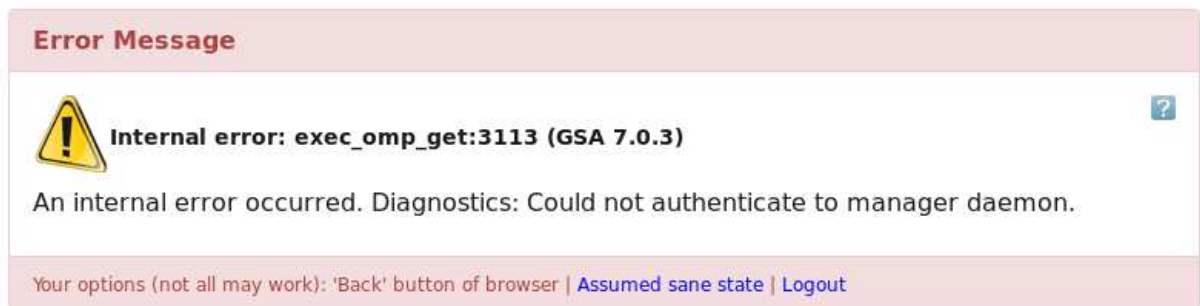 Error Message
?
Internal error: exec_omp_get:3113 (GSA 7.0.3)
An internal error occurred. Diagnostics: Could not authenticate to manager daemon.
Your options (not all may work): 'Back' button of browser | Assumed sane state | Logout